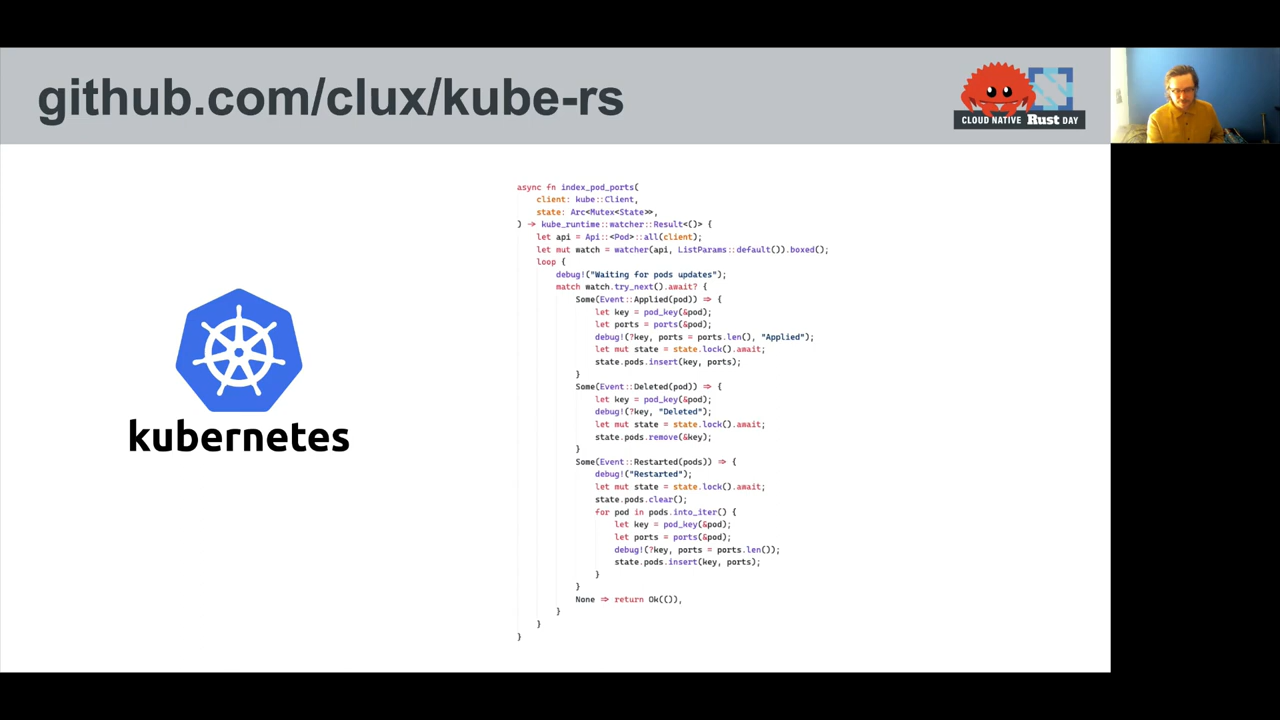 github.com/clux/kube-rs
CLOUD NATIVE Rust DAY
kubernetes
async fn index_pod_ports(
    client: kube::Client,
    state: Arc<Mutex<State>>,
) -> kube_runtime::watcher::Result<()> {
    let api = Api::<Pod>::all(client);
    let mut watch = watcher(api, ListParams::default()).boxed();
    loop {
        debug!("Waiting for pods updates");
        match watch.try_next().await? {
            Some(Event::Applied(pod)) => {
                let key = pod_key(&pod);
                let ports = ports(&pod);
                debug!(?key, ports = ports.len(), "Applied");
                let mut state = state.lock().await;
                state.pods.insert(key, ports);
            }
            Some(Event::Deleted(pod)) => {
                let key = pod_key(&pod);
                debug!(?key, "Deleted");
                let mut state = state.lock().await;
                state.pods.remove(&key);
            }
            Some(Event::Restarted(pods)) => {
                debug!("Restarted");
                let mut state = state.lock().await;
                state.pods.clear();
                for pod in pods.into_iter() {
                    let key = pod_key(&pod);
                    let ports = ports(&pod);
                    debug!(?key, ports = ports.len());
                    state.pods.insert(key, ports);
                }
            }
            None => return Ok(()),
        }
    }
}